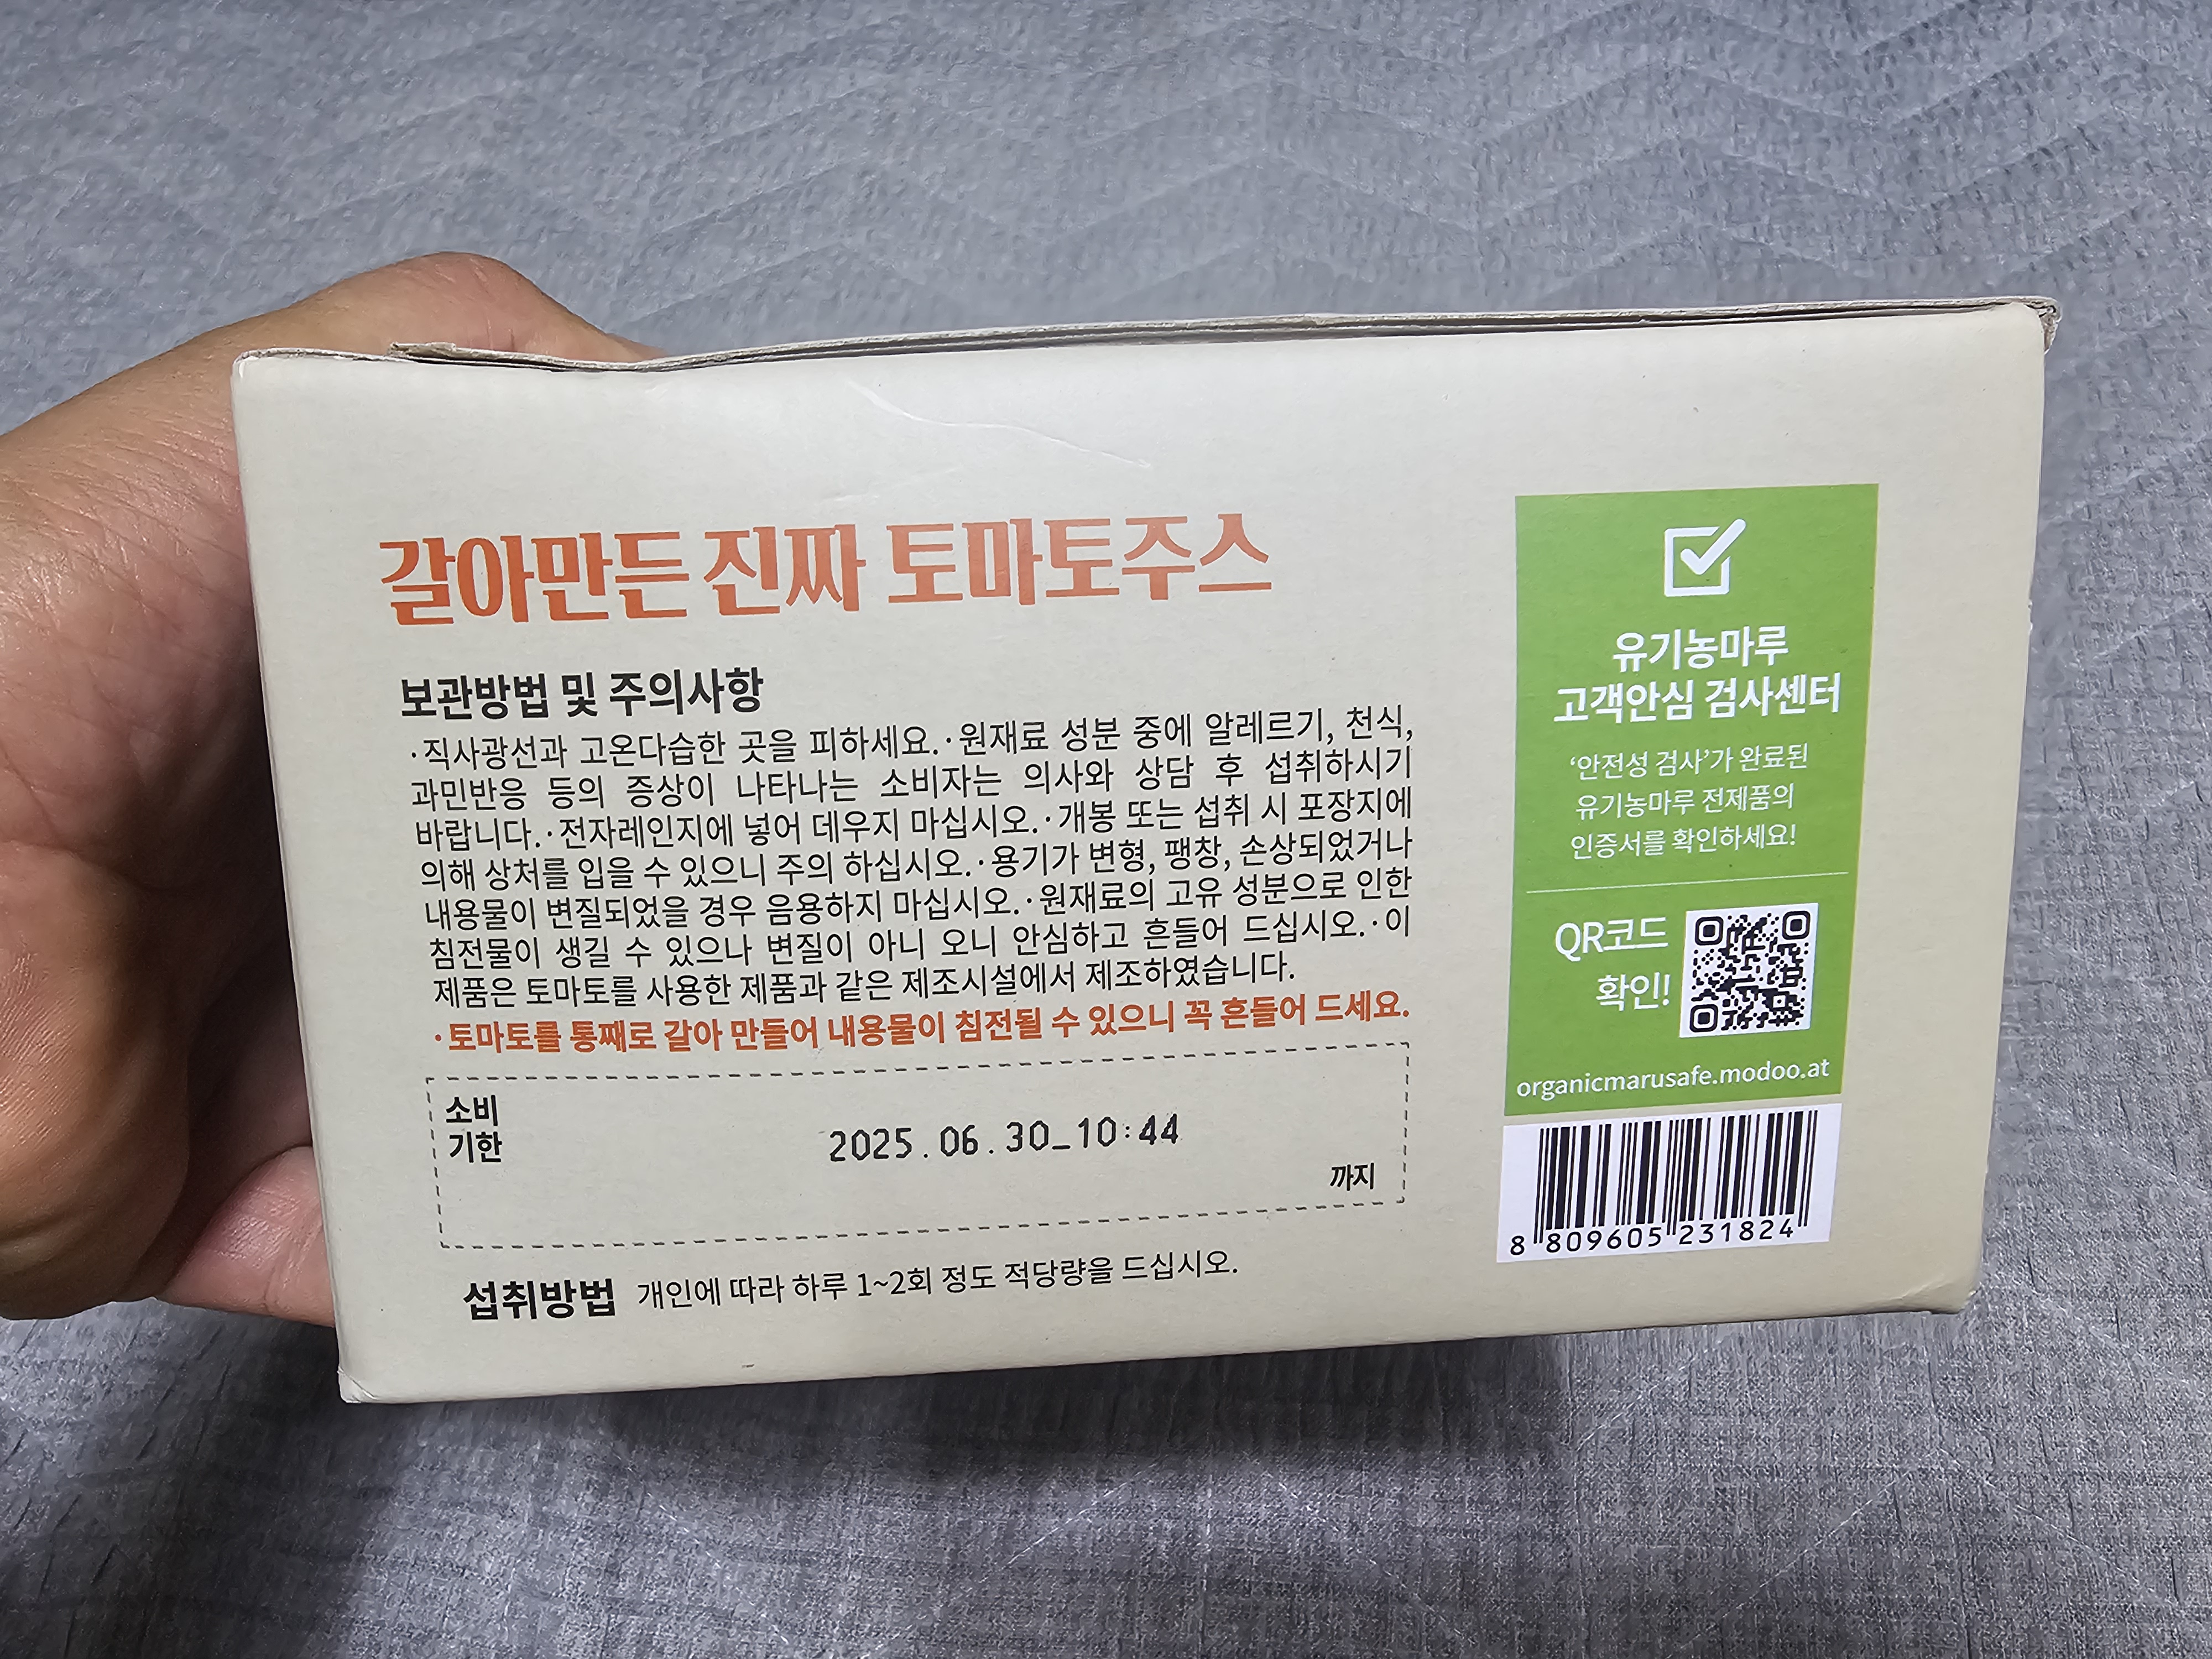 갈아만든 진짜 토마토주스
보관방법 및 주의사항
·직사광선과 고온다습한 곳을 피하세요.·원재료 성분 중에 알레르기, 천식,
과민반응 등의 증상이 나타나는 소비자는 의사와 상담 후 섭취하시기
바랍니다.·전자레인지에 넣어 데우지 마십시오.·개봉 또는 섭취 시 포장지에
의해 상처를 입을 수 있으니 주의 하십시오.·용기가 변형, 팽창, 손상되었거나
내용물이 변질되었을 경우 음용하지 마십시오.·원재료의 고유 성분으로 인한
침전물이 생길 수 있으나 변질이 아니 오니 안심하고 흔들어 드십시오.·이
제품은 토마토를 사용한 제품과 같은 제조시설에서 제조하였습니다.
·토마토를 통째로 갈아 만들어 내용물이 침전될 수 있으니 꼭 흔들어 드세요.
소비
기한
2025.06.30_10:44
까지
섭취방법 개인에 따라 하루 1~2회 정도 적당량을 드십시오.
유기농마루
고객안심 검사센터
‘안전성 검사’가 완료된
유기농마루 전제품의
인증서를 확인하세요!
QR코드
확인!
organicmarusafe.modoo.at
8 809605 231824